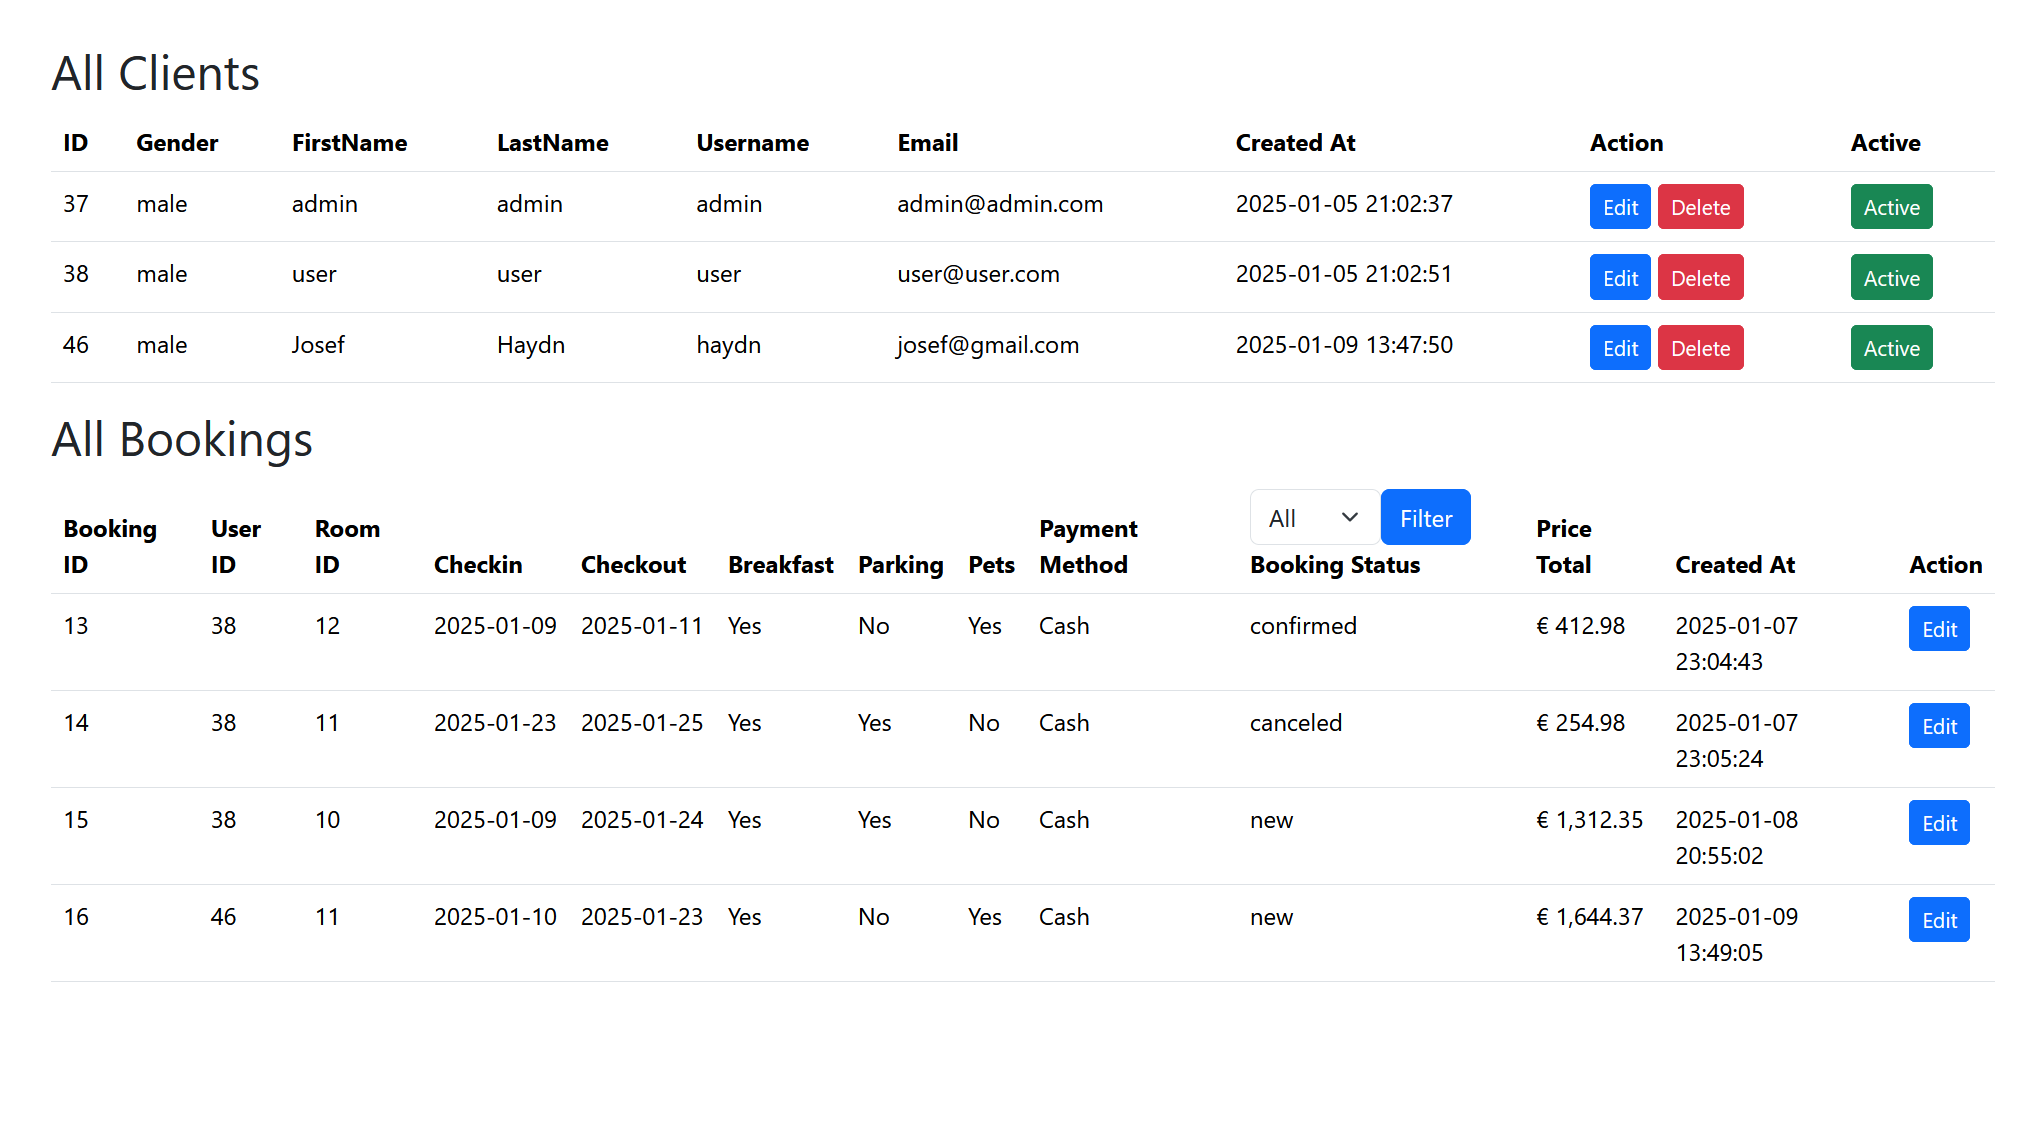 All Clients
ID Gender FirstName LastName Username Email Created At Action Active
37 male admin admin admin admin@admin.com 2025-01-05 21:02:37 Edit Delete Active
38 male user user user user@user.com 2025-01-05 21:02:51 Edit Delete Active
46 male Josef Haydn haydn josef@gmail.com 2025-01-09 13:47:50 Edit Delete Active
All Bookings
All Filter
Booking User Room Payment Price
ID ID ID Checkin Checkout Breakfast Parking Pets Method Booking Status Total Created At Action
13 38 12 2025-01-09 2025-01-11 Yes No Yes Cash confirmed € 412.98 2025-01-07 Edit
23:04:43
14 38 11 2025-01-23 2025-01-25 Yes Yes No Cash canceled € 254.98 2025-01-07 Edit
23:05:24
15 38 10 2025-01-09 2025-01-24 Yes Yes No Cash new € 1,312.35 2025-01-08 Edit
20:55:02
16 46 11 2025-01-10 2025-01-23 Yes No Yes Cash new € 1,644.37 2025-01-09 Edit
13:49:05